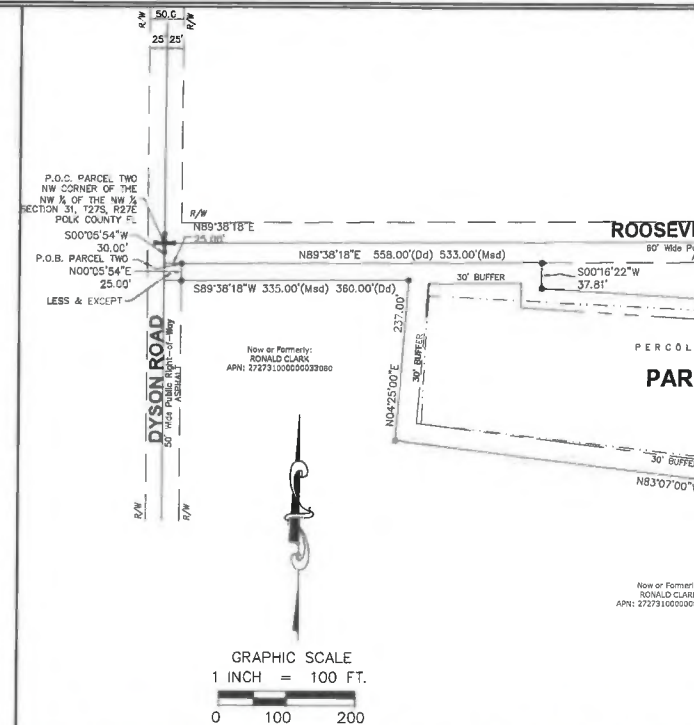 R/W
50.0
R/W
25' 25'
P.O.C. PARCEL TWO
NW CORNER OF THE
NW ¼ OF THE NW ¼
SECTION 31, T27S, R27E
POLK COUNTY FL
S00°05'54"W
30.00'
P.O.B. PARCEL TWO
N00°05'54"E
25.00'
LESS & EXCEPT
R/W
N89°38'18"E
25.00'
ROOSEV
60' Wide P
N89°38'18"E 558.00'(Dd) 533.00'(Msd)
S00°16'22"W
37.81'
S89°38'18"W 335.00'(Msd) 360.00'(Dd)
30' BUFFER
237.00'
N04°25'00"E
30' BUFFER
PERCOL
PAR
30' BUFFE
N83°07'00"
Now or Formerly:
RONALD CLARK
APN: 272731000000033080
DYSON ROAD
50' Wide Public Right-of-Way
ASPHALT
R/W
R/W
Now or Formerl
RONALD CLAR
APN: 2727310000000
GRAPHIC SCALE
1 INCH = 100 FT.
0 100 200